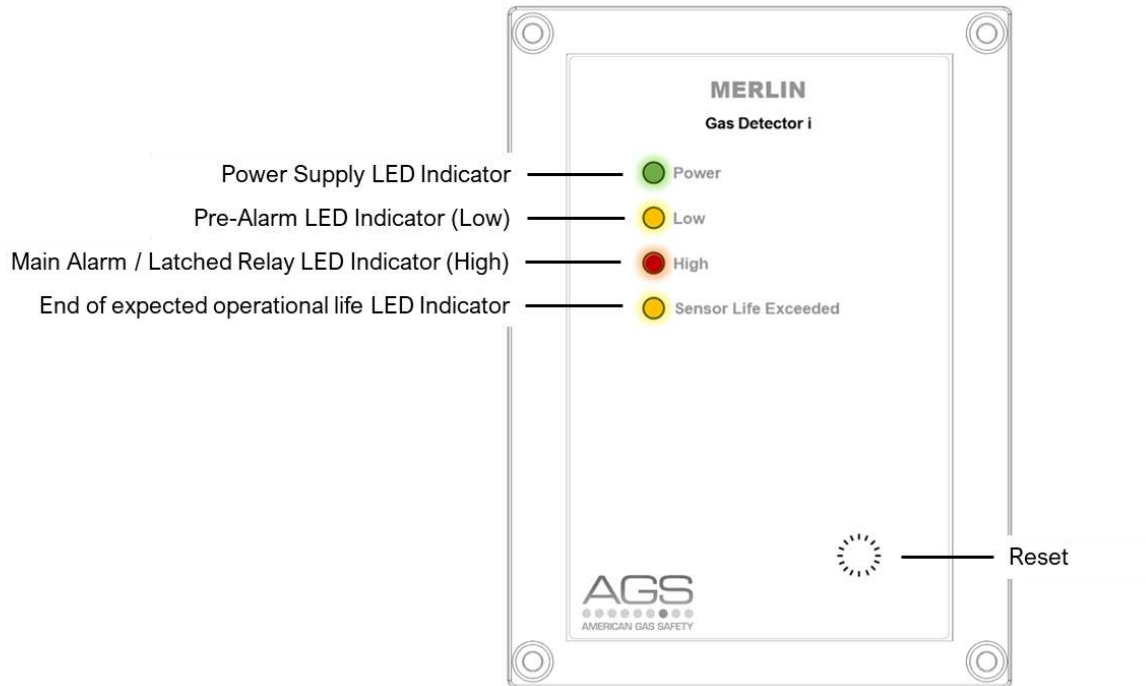 MERLIN
Gas Detector i
Power Supply LED Indicator
Power
Pre-Alarm LED Indicator (Low)
Low
Main Alarm / Latched Relay LED Indicator (High)
High
End of expected operational life LED Indicator
Sensor Life Exceeded
Reset
AGS
AMERICAN GAS SAFETY